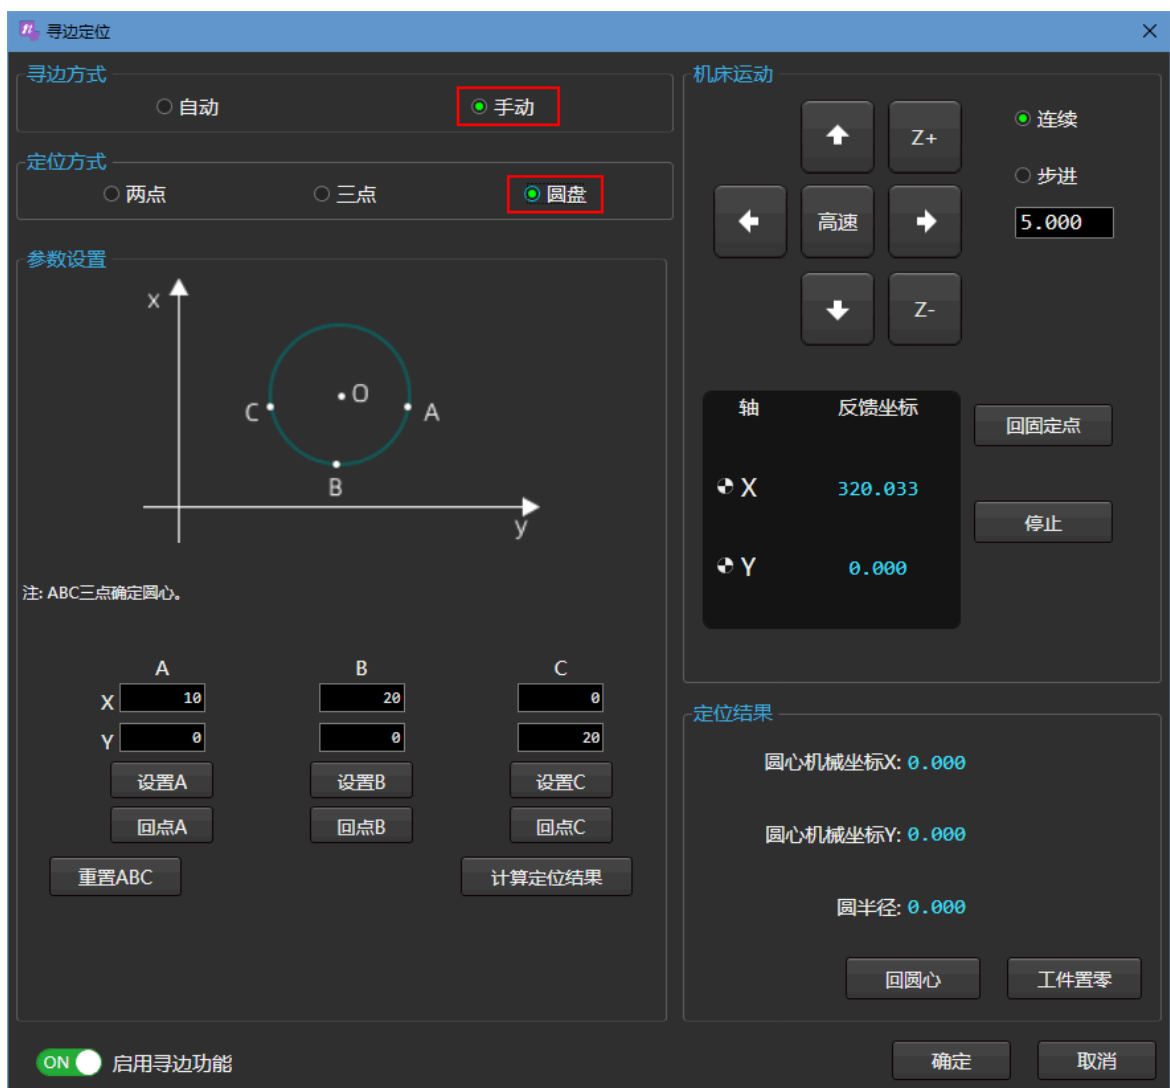 寻边定位
寻边方式
自动 手动
定位方式
两点 三点 圆盘
参数设置
x
O
C A
B
y
注: ABC三点确定圆心。
A B C
X 10 20 0
Y 0 0 20
设置A 设置B 设置C
回点A 回点B 回点C
重置ABC 计算定位结果
机床运动
Z+ 连续
步进
高速 5.000
Z-
轴 反馈坐标
回固定点
X 320.033
停止
Y 0.000
定位结果
圆心机械坐标X: 0.000
圆心机械坐标Y: 0.000
圆半径: 0.000
回圆心 工件置零
ON 启用寻边功能
确定 取消